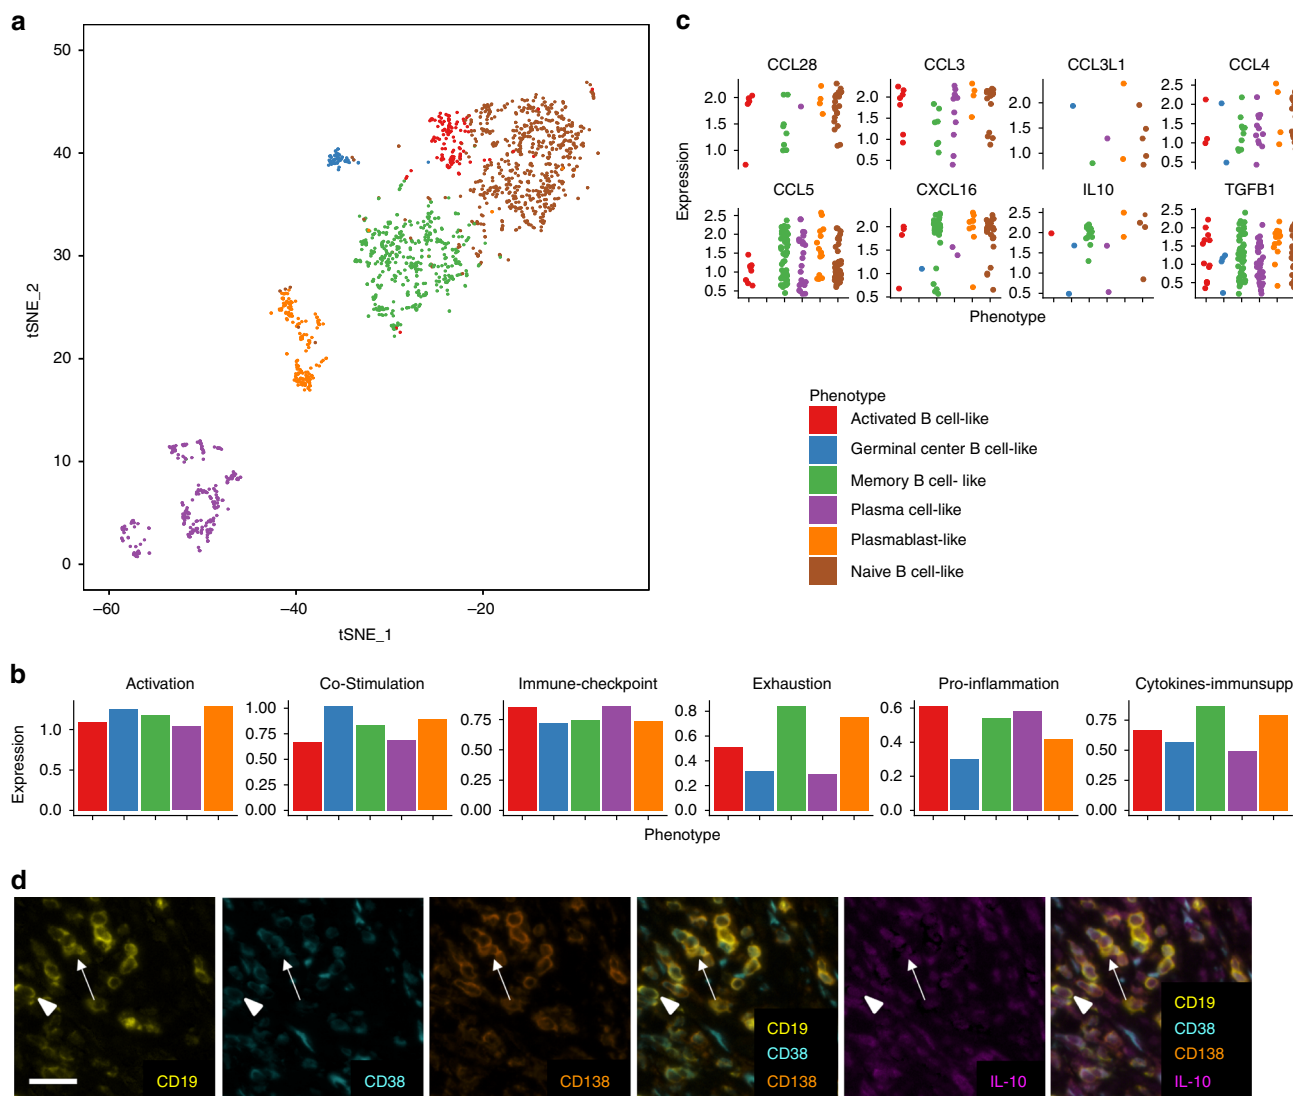 a
50
40
30
20
10
0
tSNE_2
−60
−40
−20
tSNE_1
c
CCL28
CCL3
CCL3L1
CCL4
2.0
1.5
1.0
2.0
1.5
1.0
0.5
2.0
1.5
1.0
2.5
2.0
1.5
1.0
0.5
Expression
CCL5
CXCL16
IL10
TGFB1
2.5
2.0
1.5
1.0
0.5
2.0
1.5
1.0
0.5
2.5
2.0
1.5
1.0
0.5
2.5
2.0
1.5
1.0
0.5
Phenotype
Phenotype
Activated B cell-like
Germinal center B cell-like
Memory B cell- like
Plasma cell-like
Plasmablast-like
Naive B cell-like
b
Activation
Co-Stimulation
Immune-checkpoint
Exhaustion
Pro-inflammation
Cytokines-immunsupp
Expression
1.0
0.5
0.0
1.00
0.75
0.50
0.25
0.00
0.75
0.50
0.25
0.00
0.8
0.6
0.4
0.2
0.0
0.6
0.4
0.2
0.0
0.75
0.50
0.25
0.00
Phenotype
d
CD19
CD38
CD138
CD19
CD38
CD138
IL-10
CD19
CD38
CD138
IL-10